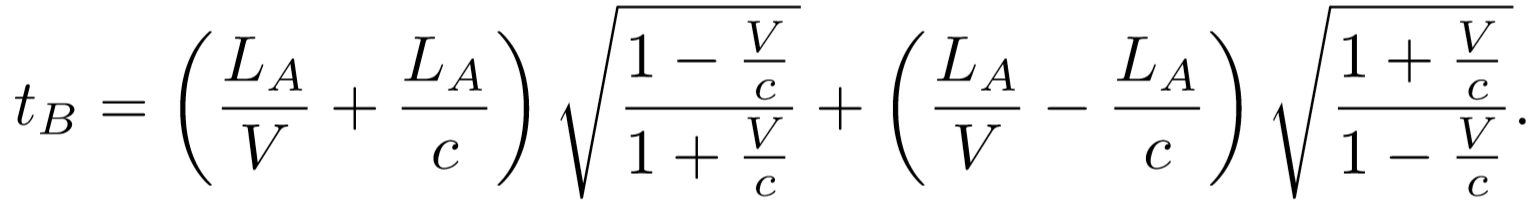 t_B = \left( \frac{L_A}{V} + \frac{L_A}{c} \right) \sqrt{\frac{1 - \frac{V}{c}}{1 + \frac{V}{c}}} + \left( \frac{L_A}{V} - \frac{L_A}{c} \right) \sqrt{\frac{1 + \frac{V}{c}}{1 - \frac{V}{c}}}.